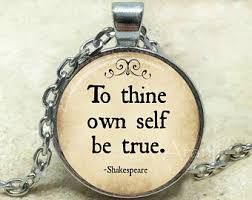 To thine
own self
be true.
-Shakespeare